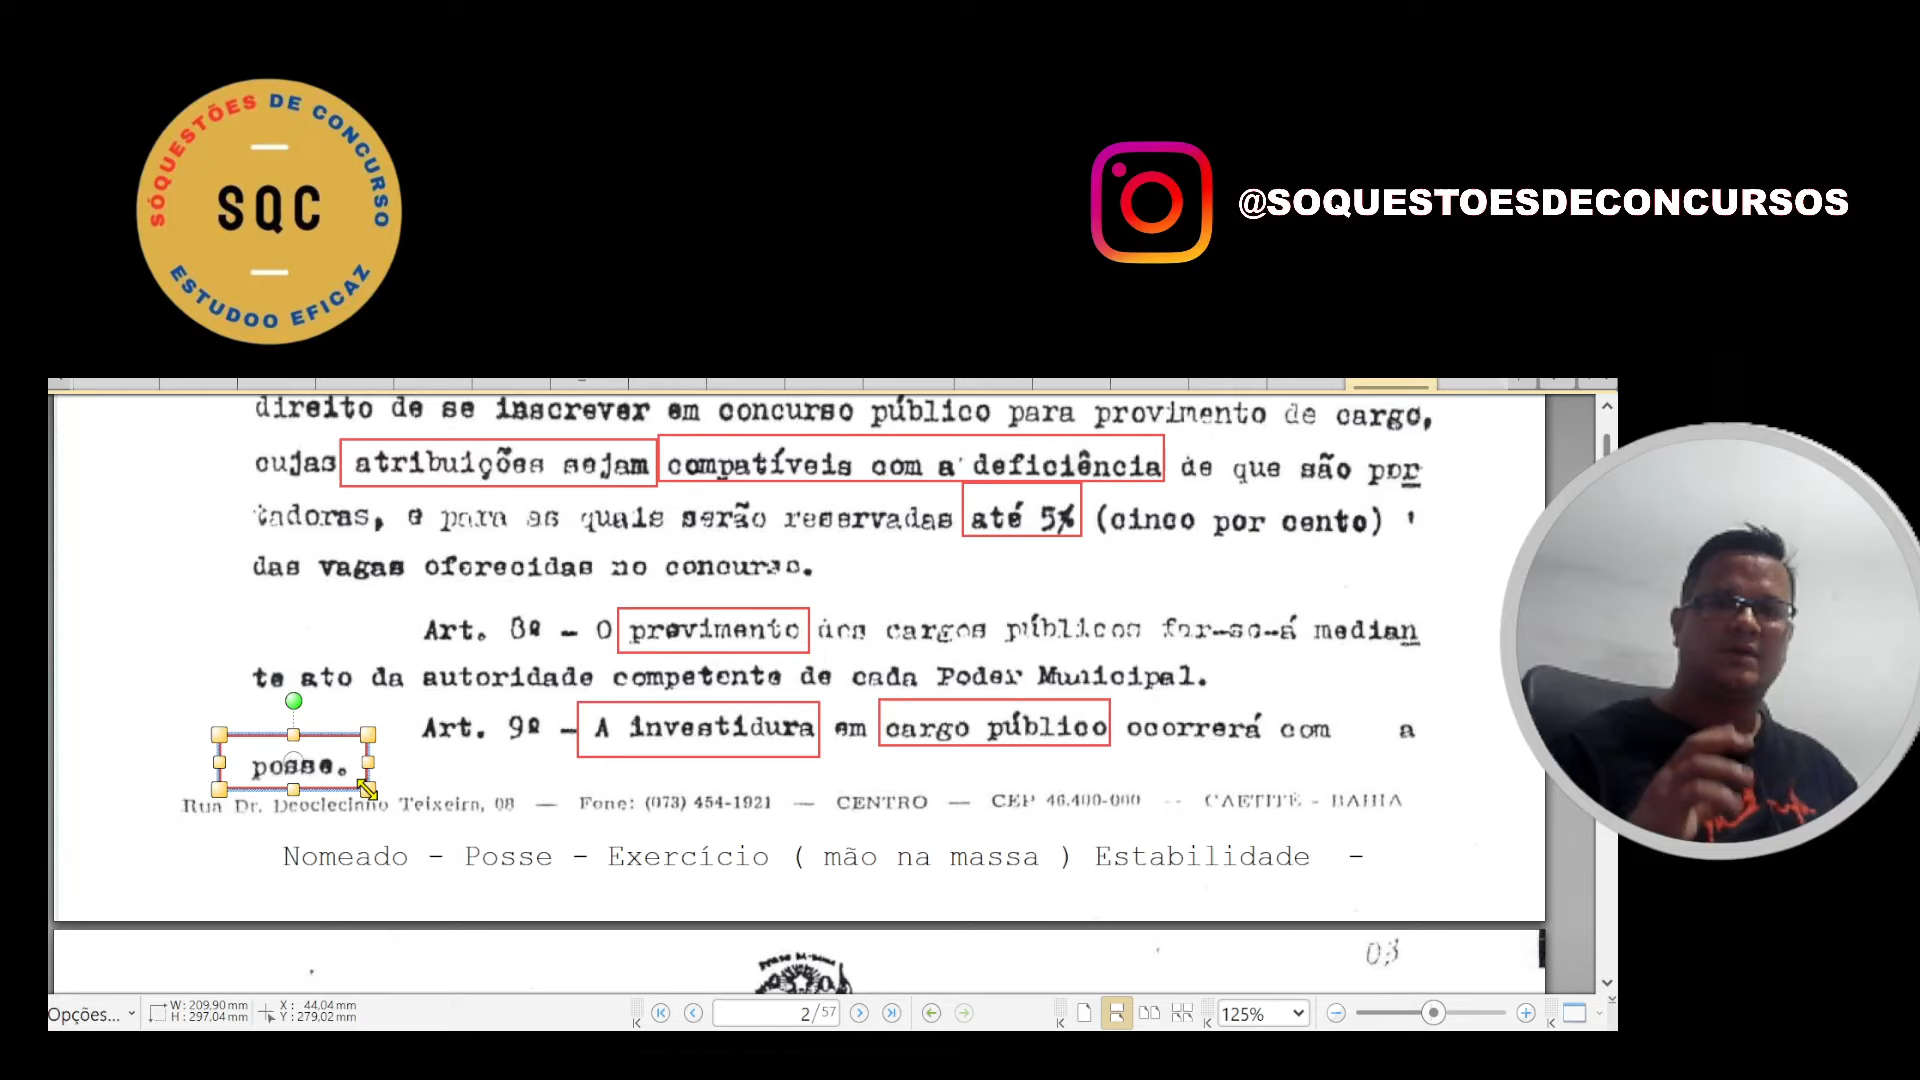 SÓQUESTÕES DE CONCURSO
SQC
ESTUDOO EFICAZ
@SOQUESTOESDECONCURSOS
direito de se inscrever em concurso público para provimento de cargo,
cujas atribuições sejam compatíveis com a deficiência de que são por
tadoras, e para as quais serão reservadas até 5% (cinco por cento) '
das vagas oferecidas no concurso.
Art. 8º - O provimento dos cargos públicos far-se-á median
te ato da autoridade competente de cada Poder Municipal.
Art. 9º - A investidura em cargo público ocorrerá com a
posse.
Rua Dr. Deoclecinho Teixeira, 08 — Fone: (073) 454-1921 — CENTRO — CEP 46.400-000 — CAETITÉ - BAHIA
Nomeado - Posse - Exercício ( mão na massa ) Estabilidade -
03
Opções...
W: 209,90 mm
H: 297,04 mm
X: 44,04 mm
Y: 279,02 mm
2/57
125%